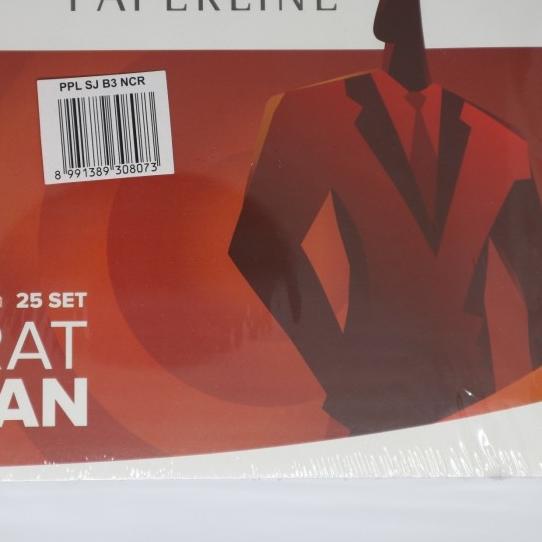 PAPERLINE
PPL SJ B3 NCR
8 991389 308073
25 SET
RAT
AN